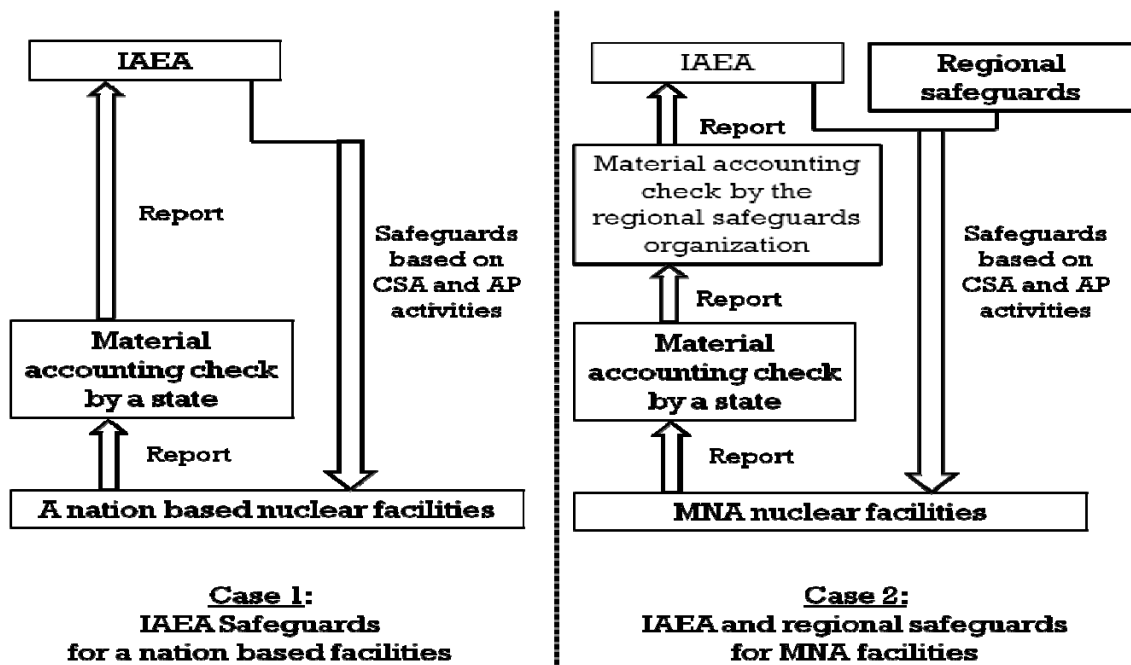 IAEA
Report
Safeguards
based on
CSA and AP
activities
Material
accounting check
by a state
Report
A nation based nuclear facilities
Case 1:
IAEA Safeguards
for a nation based facilities
IAEA
Regional
safeguards
Report
Material accounting
check by the
regional safeguards
organization
Safeguards
based on
CSA and AP
activities
Report
Material
accounting check
by a state
Report
MNA nuclear facilities
Case 2:
IAEA and regional safeguards
for MNA facilities